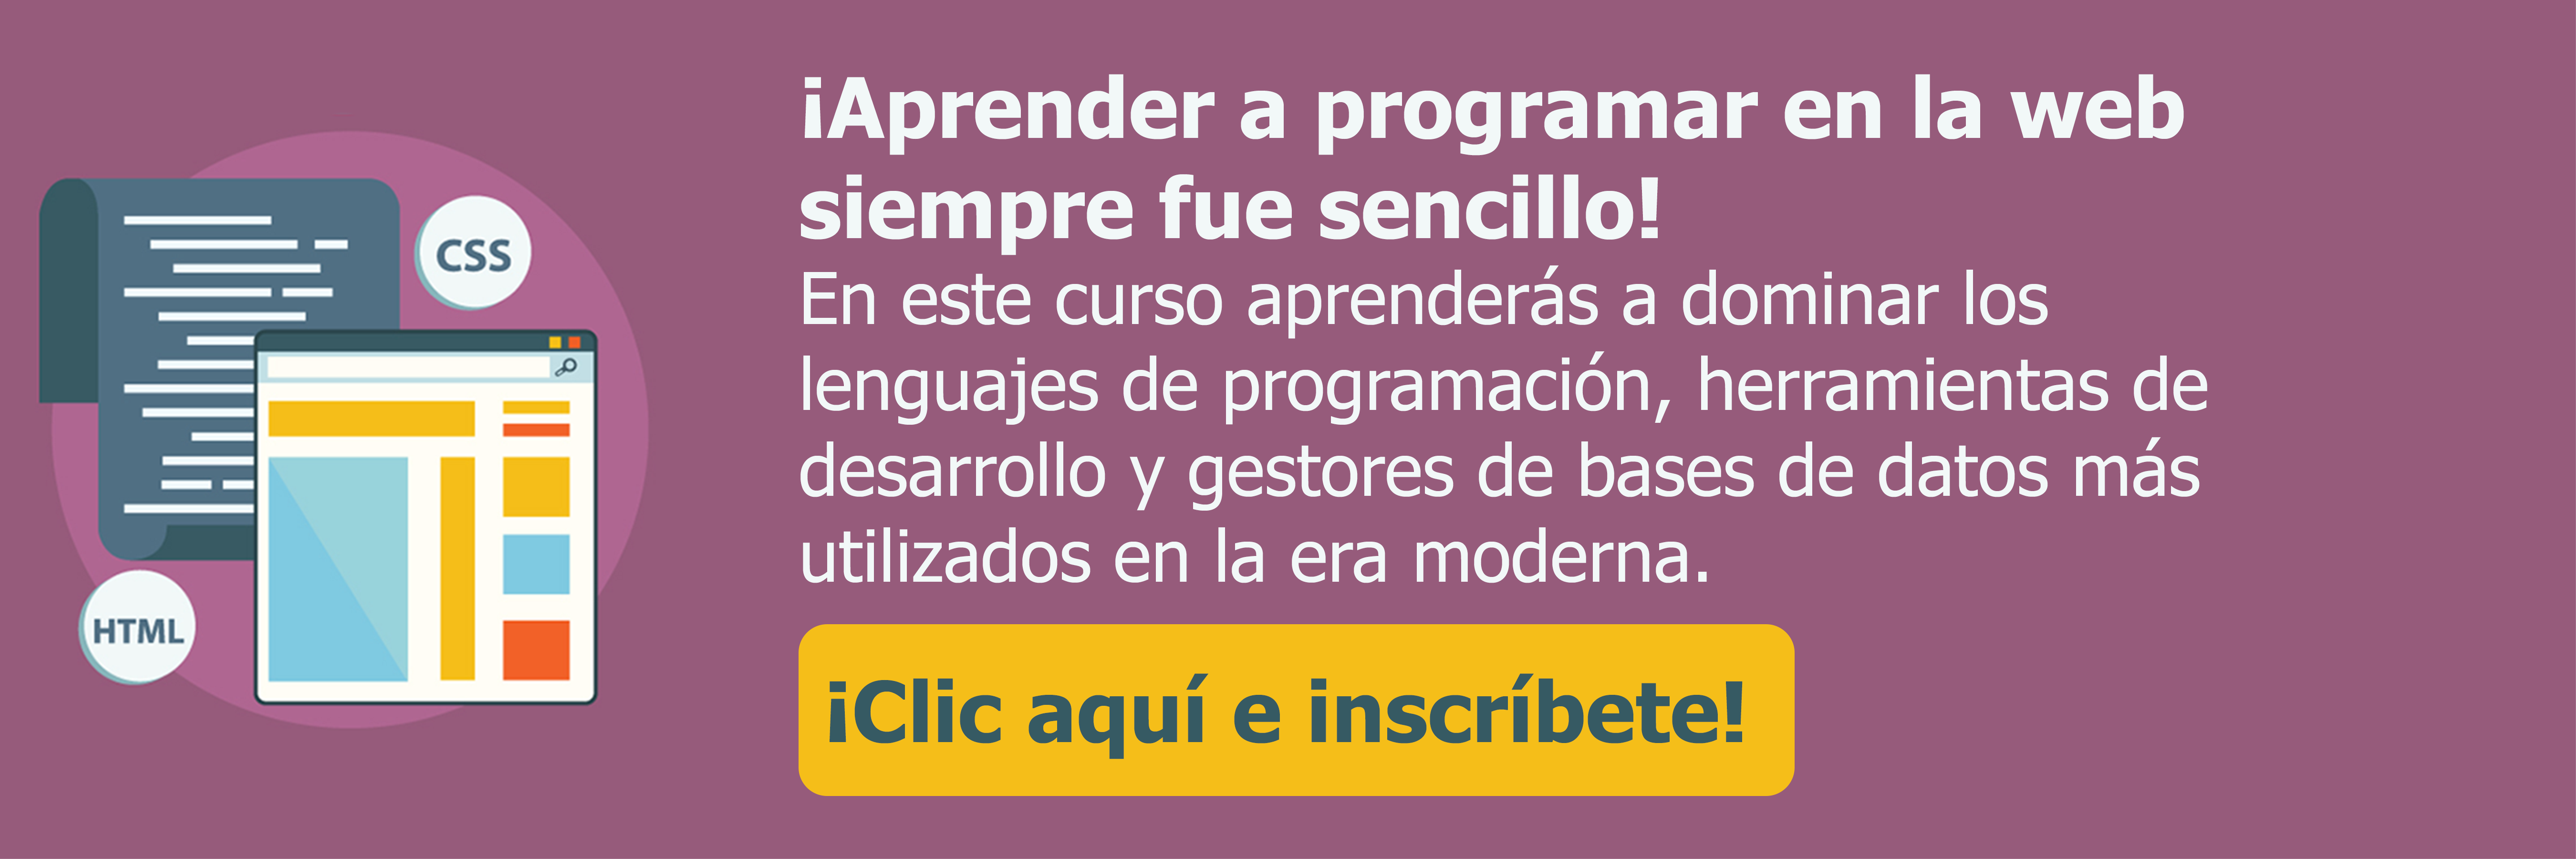 ¡Aprender a programar en la web
siempre fue sencillo!
En este curso aprenderás a dominar los
lenguajes de programación, herramientas de
desarrollo y gestores de bases de datos más
utilizados en la era moderna.
¡Clic aquí e inscríbete!
CSS
HTML